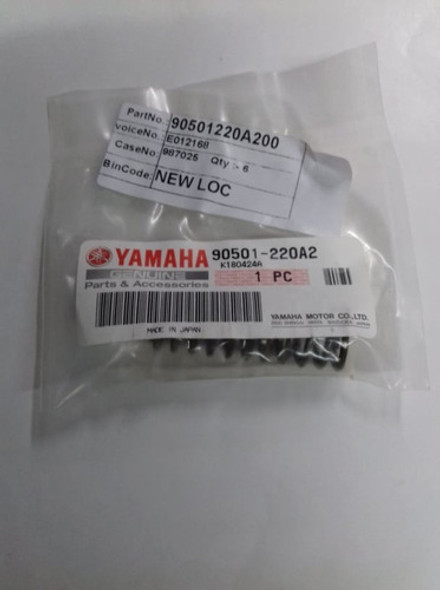 PartNo.: 90501220A200
voiceNo.: E012168
CaseNo: 987025 Qty :- 6
BinCode: NEW LOC
YAMAHA 90501-220A2
K180424A
GENUINE 1 PC
Parts & Accessories
YAMAHA MOTOR CO.,LTD.
MADE IN JAPAN